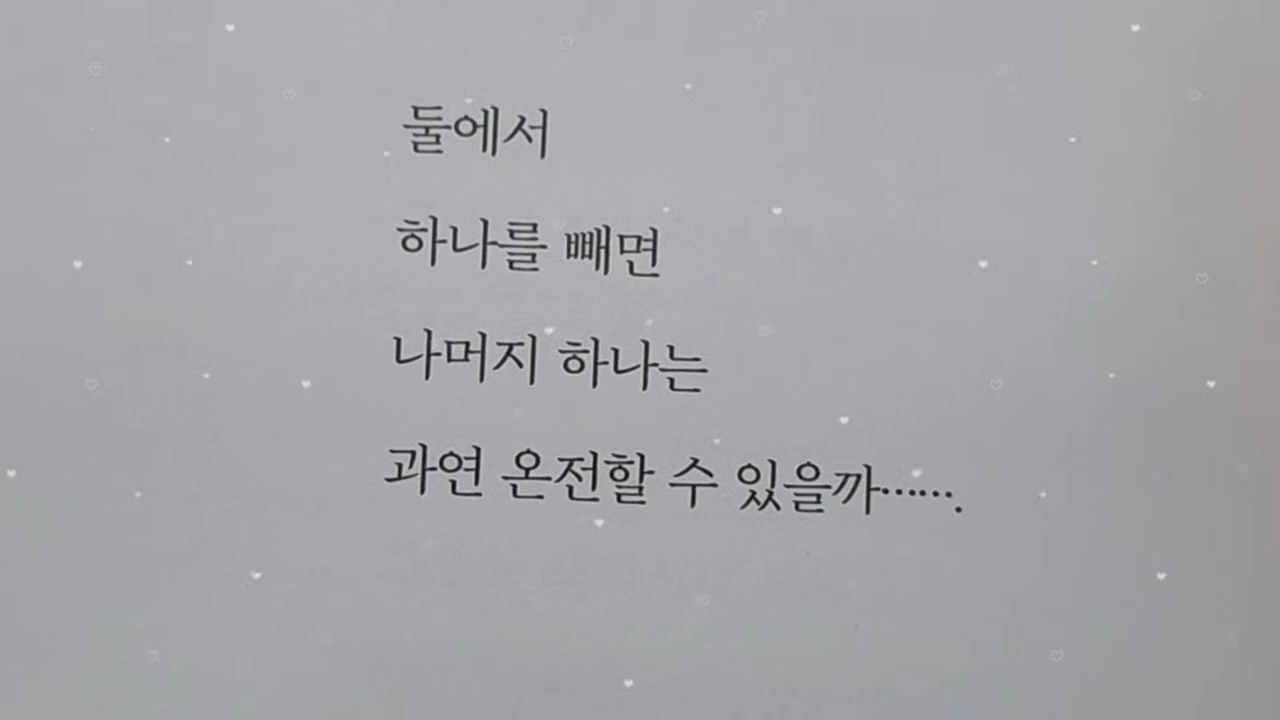 둘에서
하나를 빼면
나머지 하나는
과연 온전할 수 있을까…….